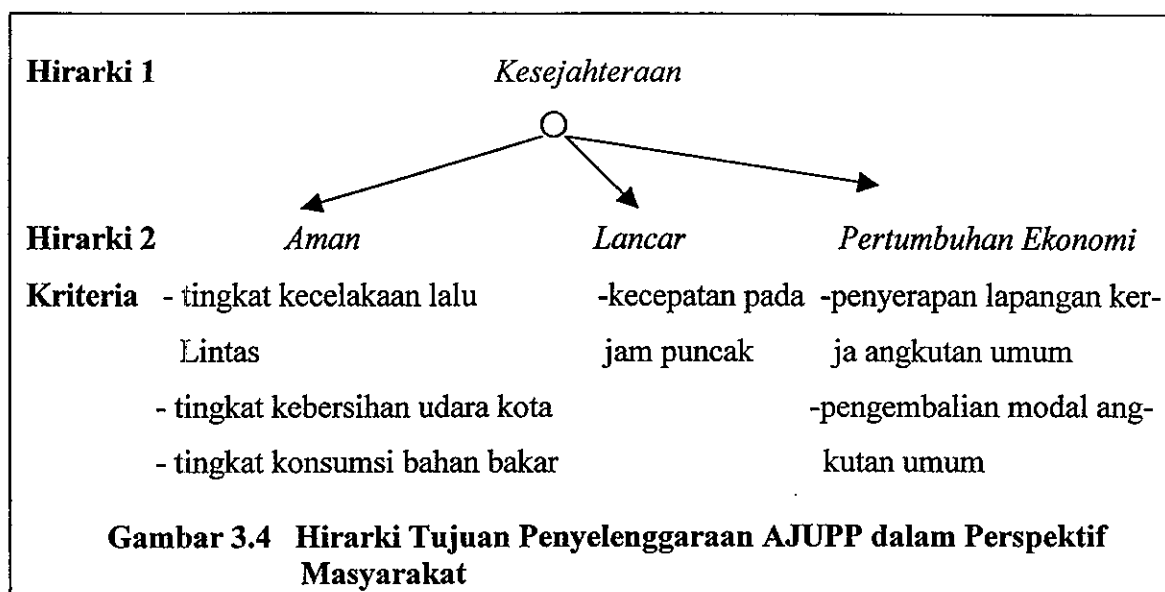 Hirarki 1 Kesejahteraan
Hirarki 2 Aman Lancar Pertumbuhan Ekonomi
Kriteria - tingkat kecelakaan lalu -kecepatan pada -penyerapan lapangan ker-
Lintas jam puncak ja angkutan umum
- tingkat kebersihan udara kota -pengembalian modal ang-
- tingkat konsumsi bahan bakar kutan umum
Gambar 3.4 Hirarki Tujuan Penyelenggaraan AJUPP dalam Perspektif
Masyarakat